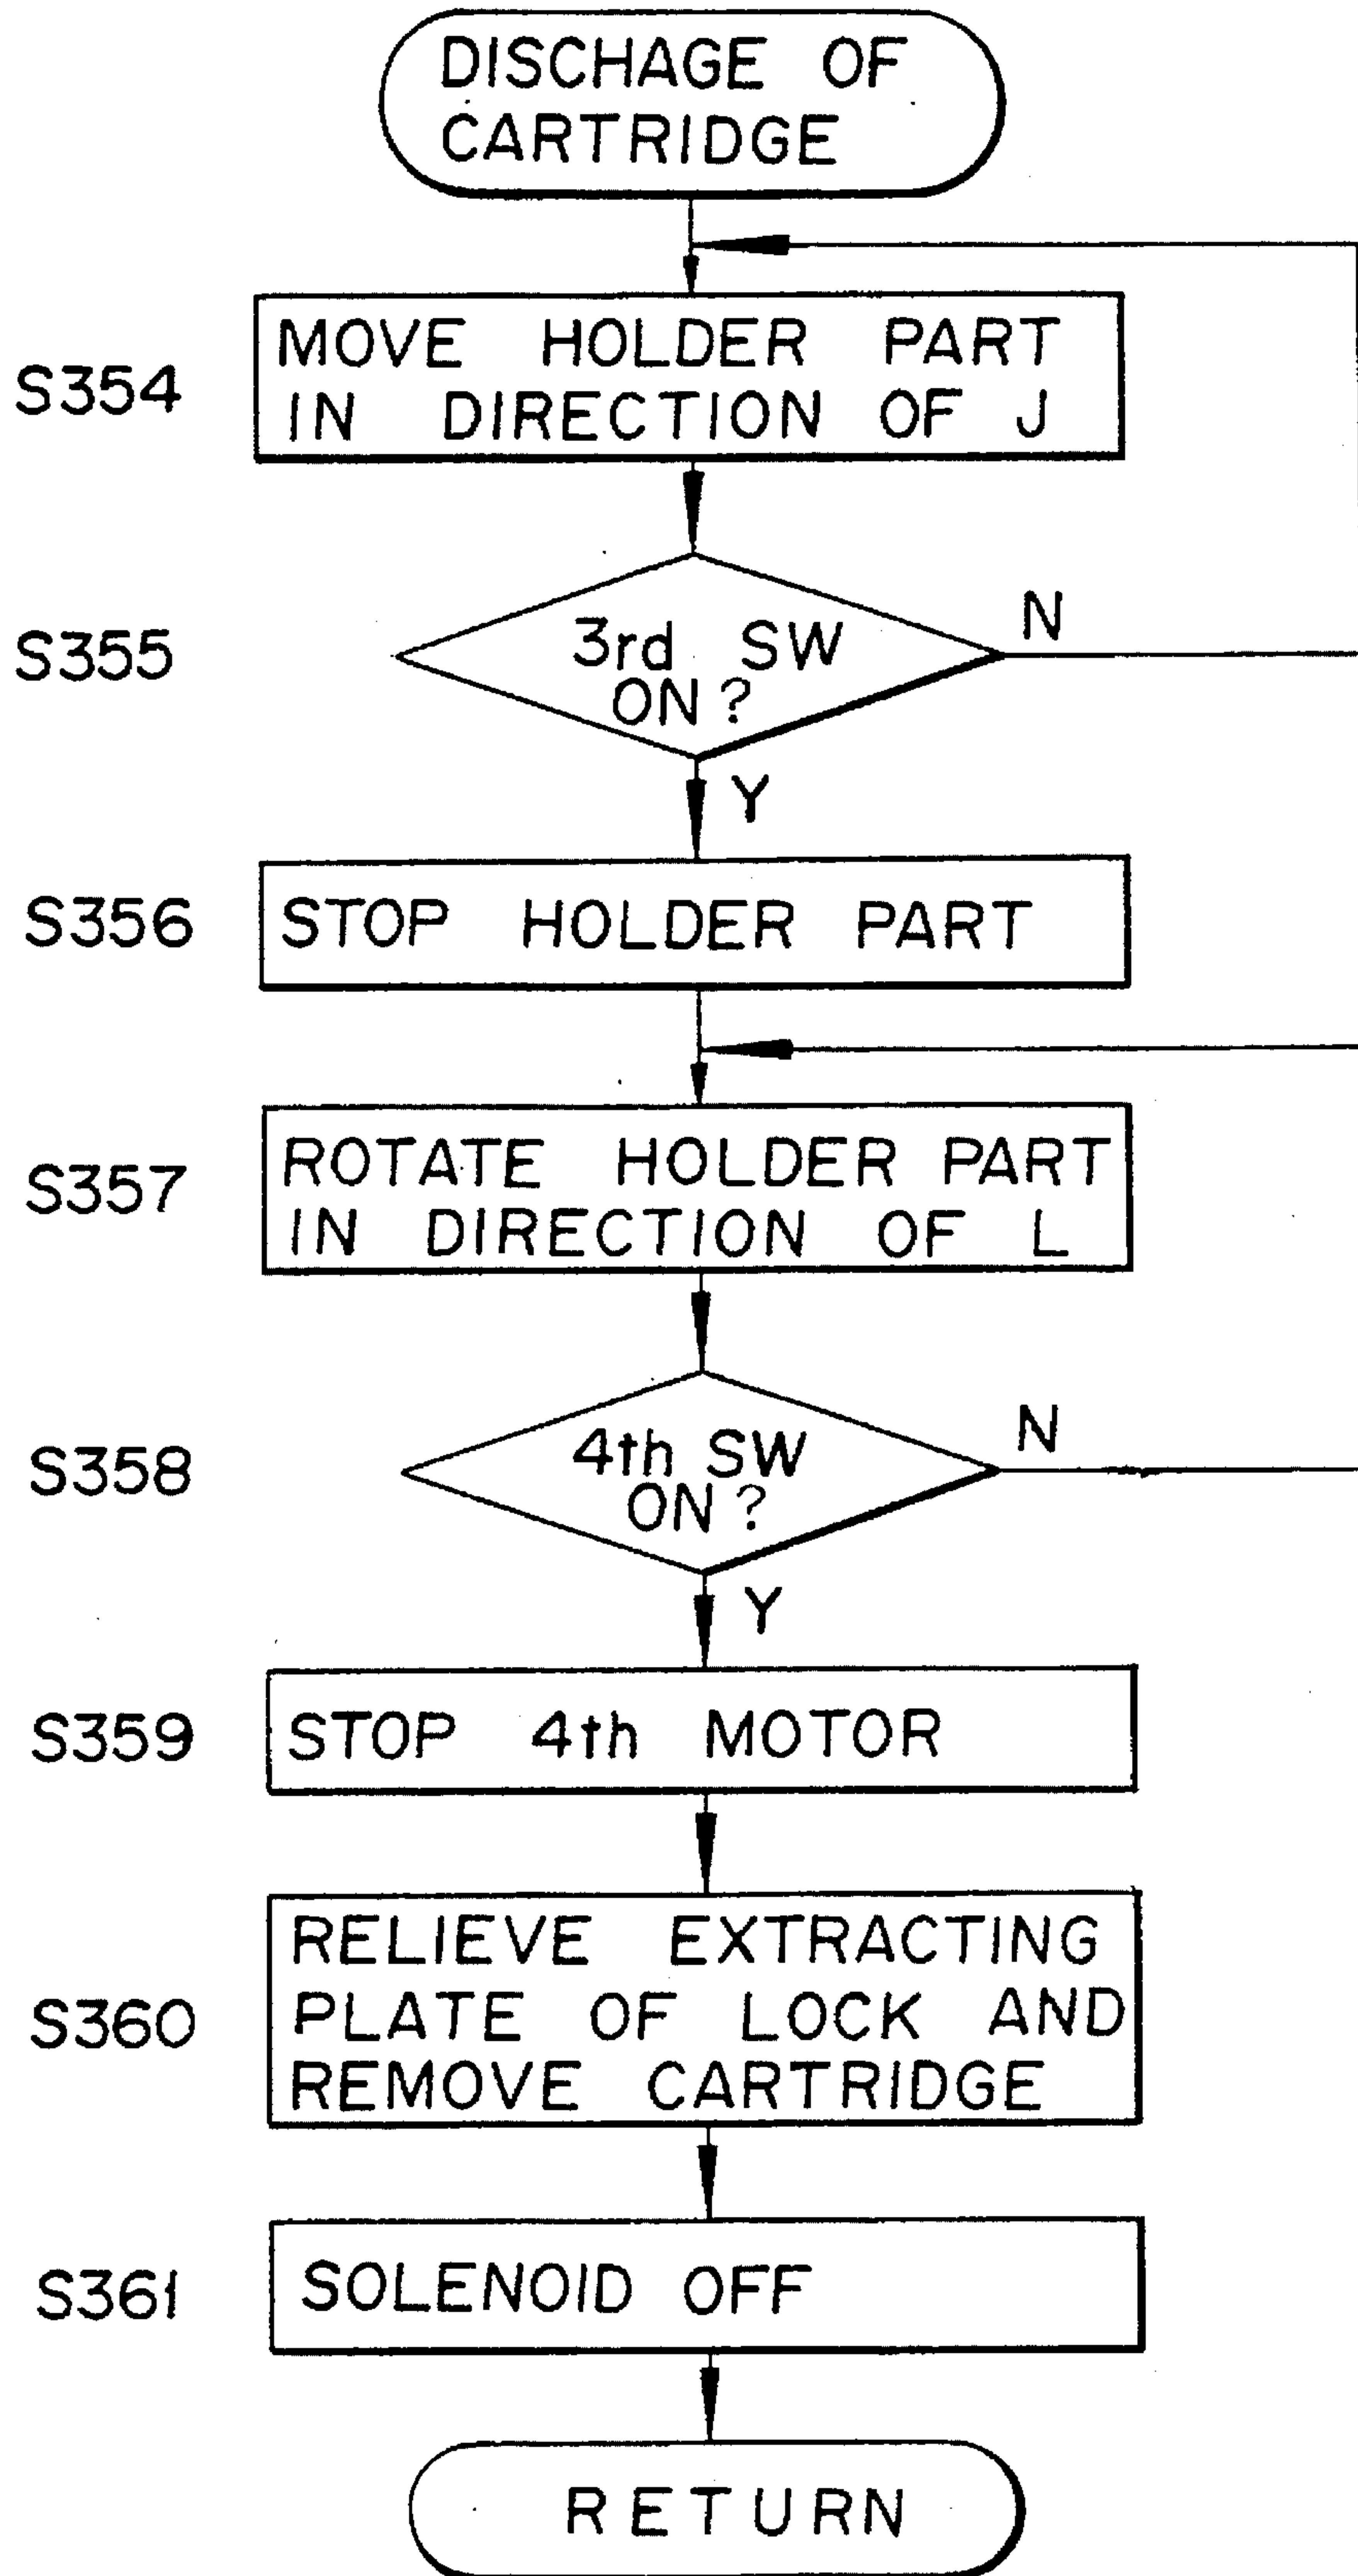 DISCHAGE OF
CARTRIDGE
S354
MOVE HOLDER PART
IN DIRECTION OF J
S355
3rd SW
ON?
N
Y
S356
STOP HOLDER PART
S357
ROTATE HOLDER PART
IN DIRECTION OF L
S358
4th SW
ON?
N
Y
S359
STOP 4th MOTOR
S360
RELIEVE EXTRACTING
PLATE OF LOCK AND
REMOVE CARTRIDGE
S361
SOLENOID OFF
RETURN